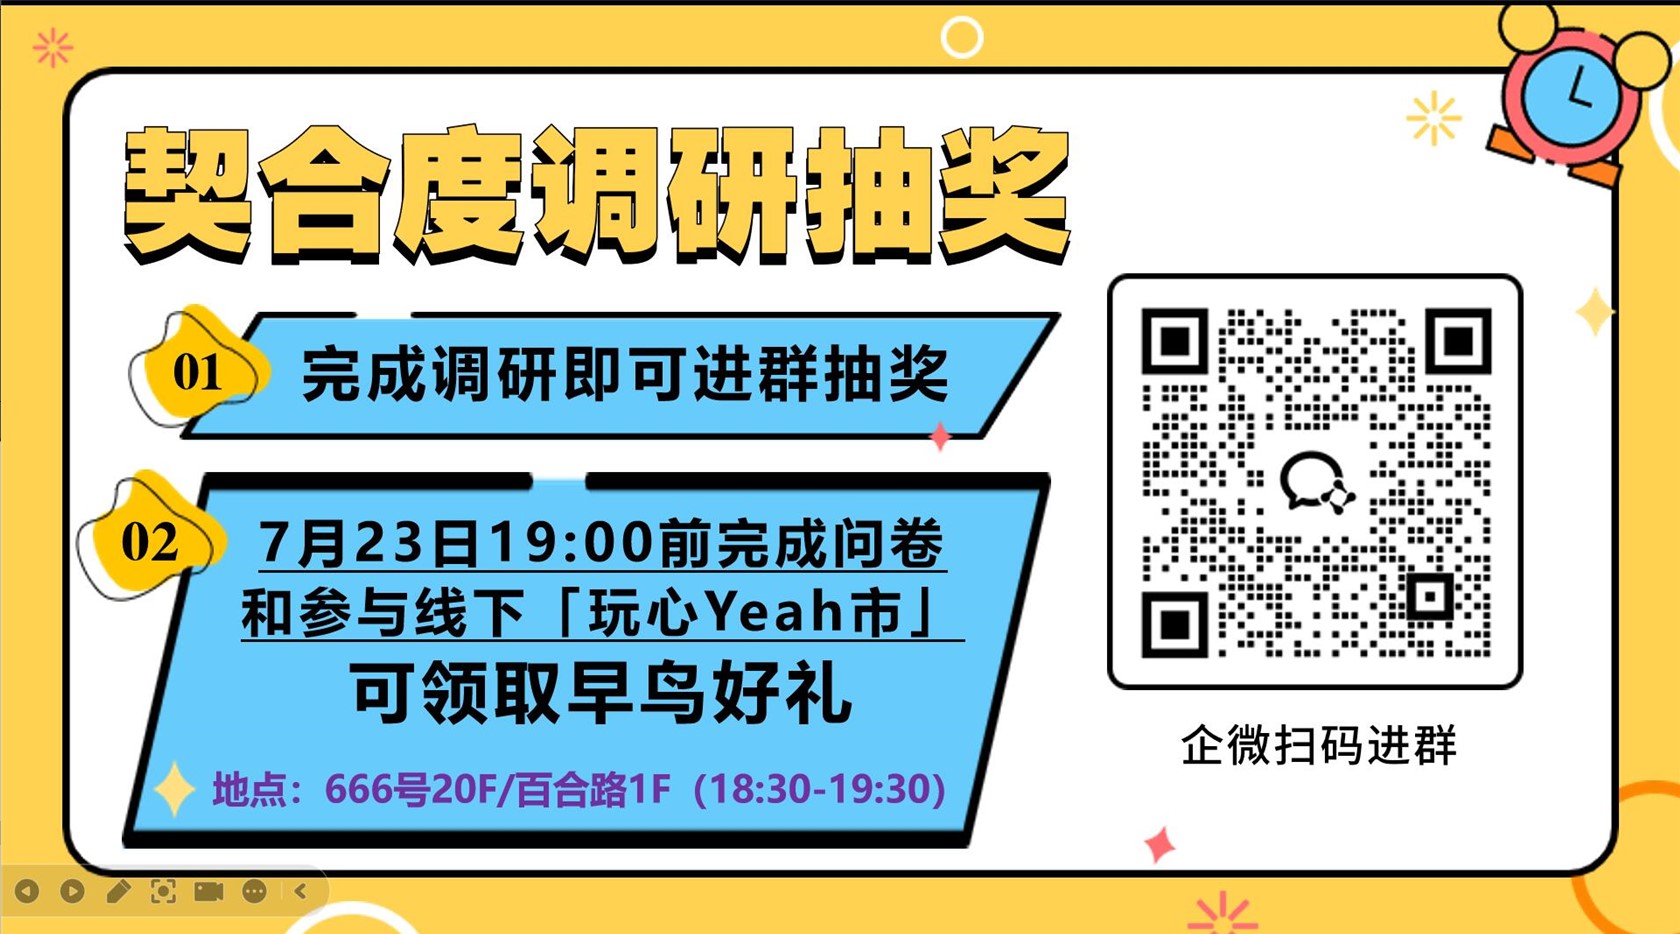 契合度调研抽奖
01
完成调研即可进群抽奖
02
7月23日19:00前完成问卷
和参与线下「玩心Yeah市」
可领取早鸟好礼
地点：666号20F/百合路1F（18:30-19:30）
企微扫码进群